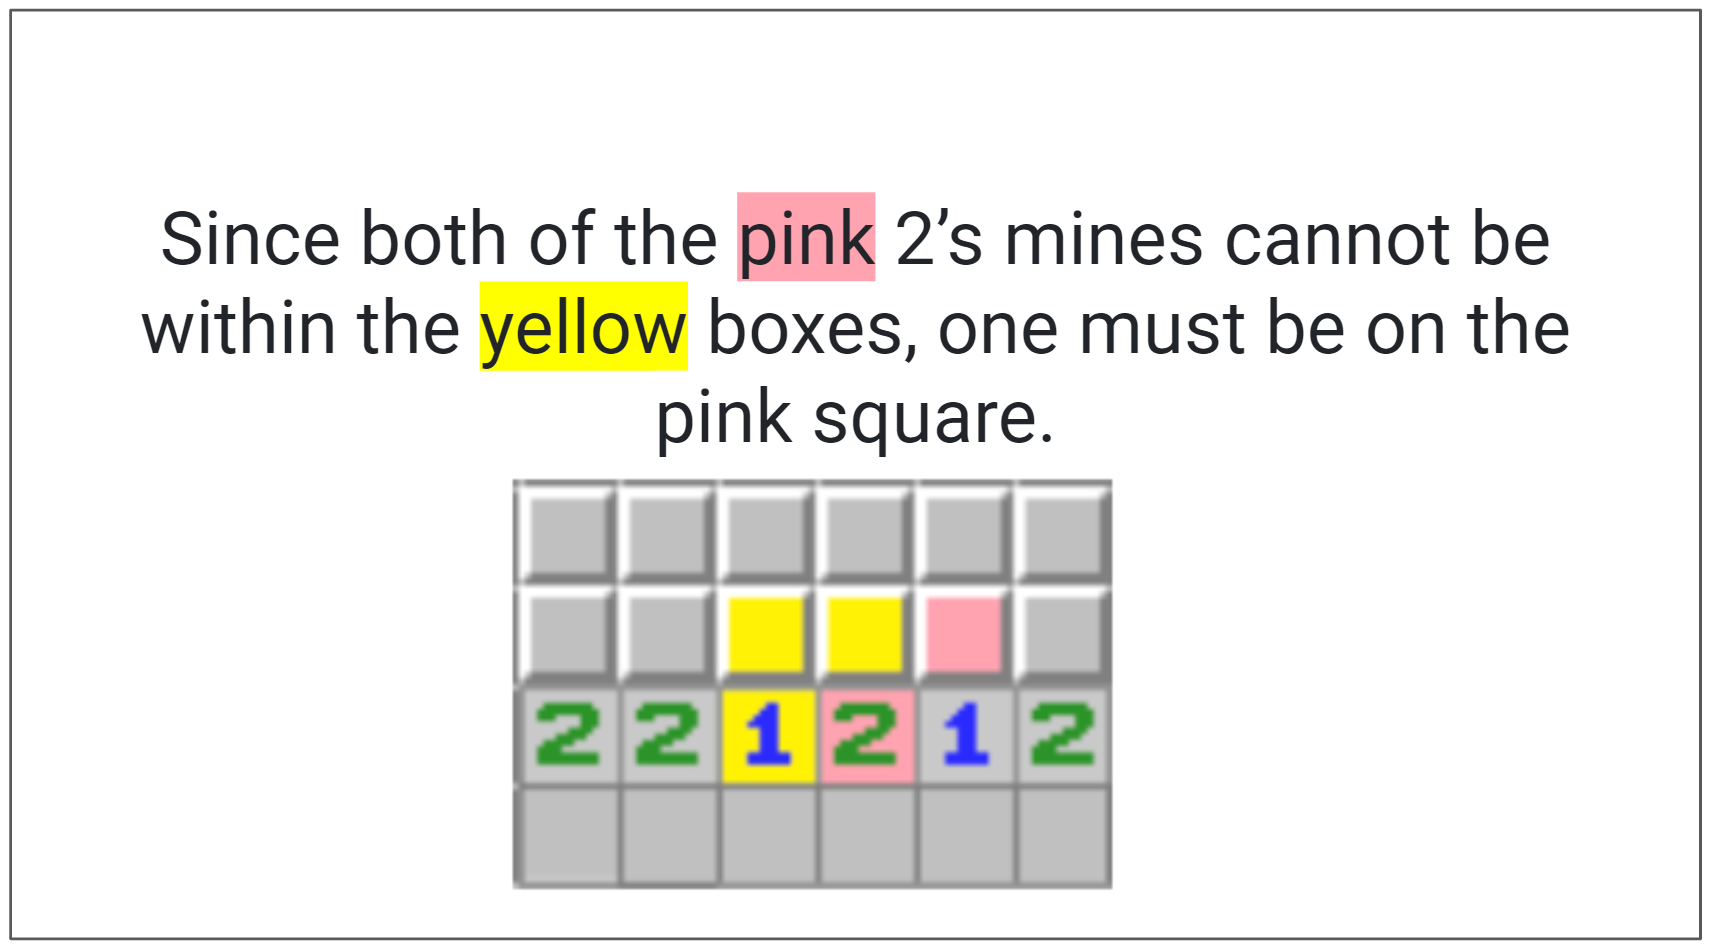 Since both of the pink 2’s mines cannot be
within the yellow boxes, one must be on the
pink square.
2 2 1 2 1 2